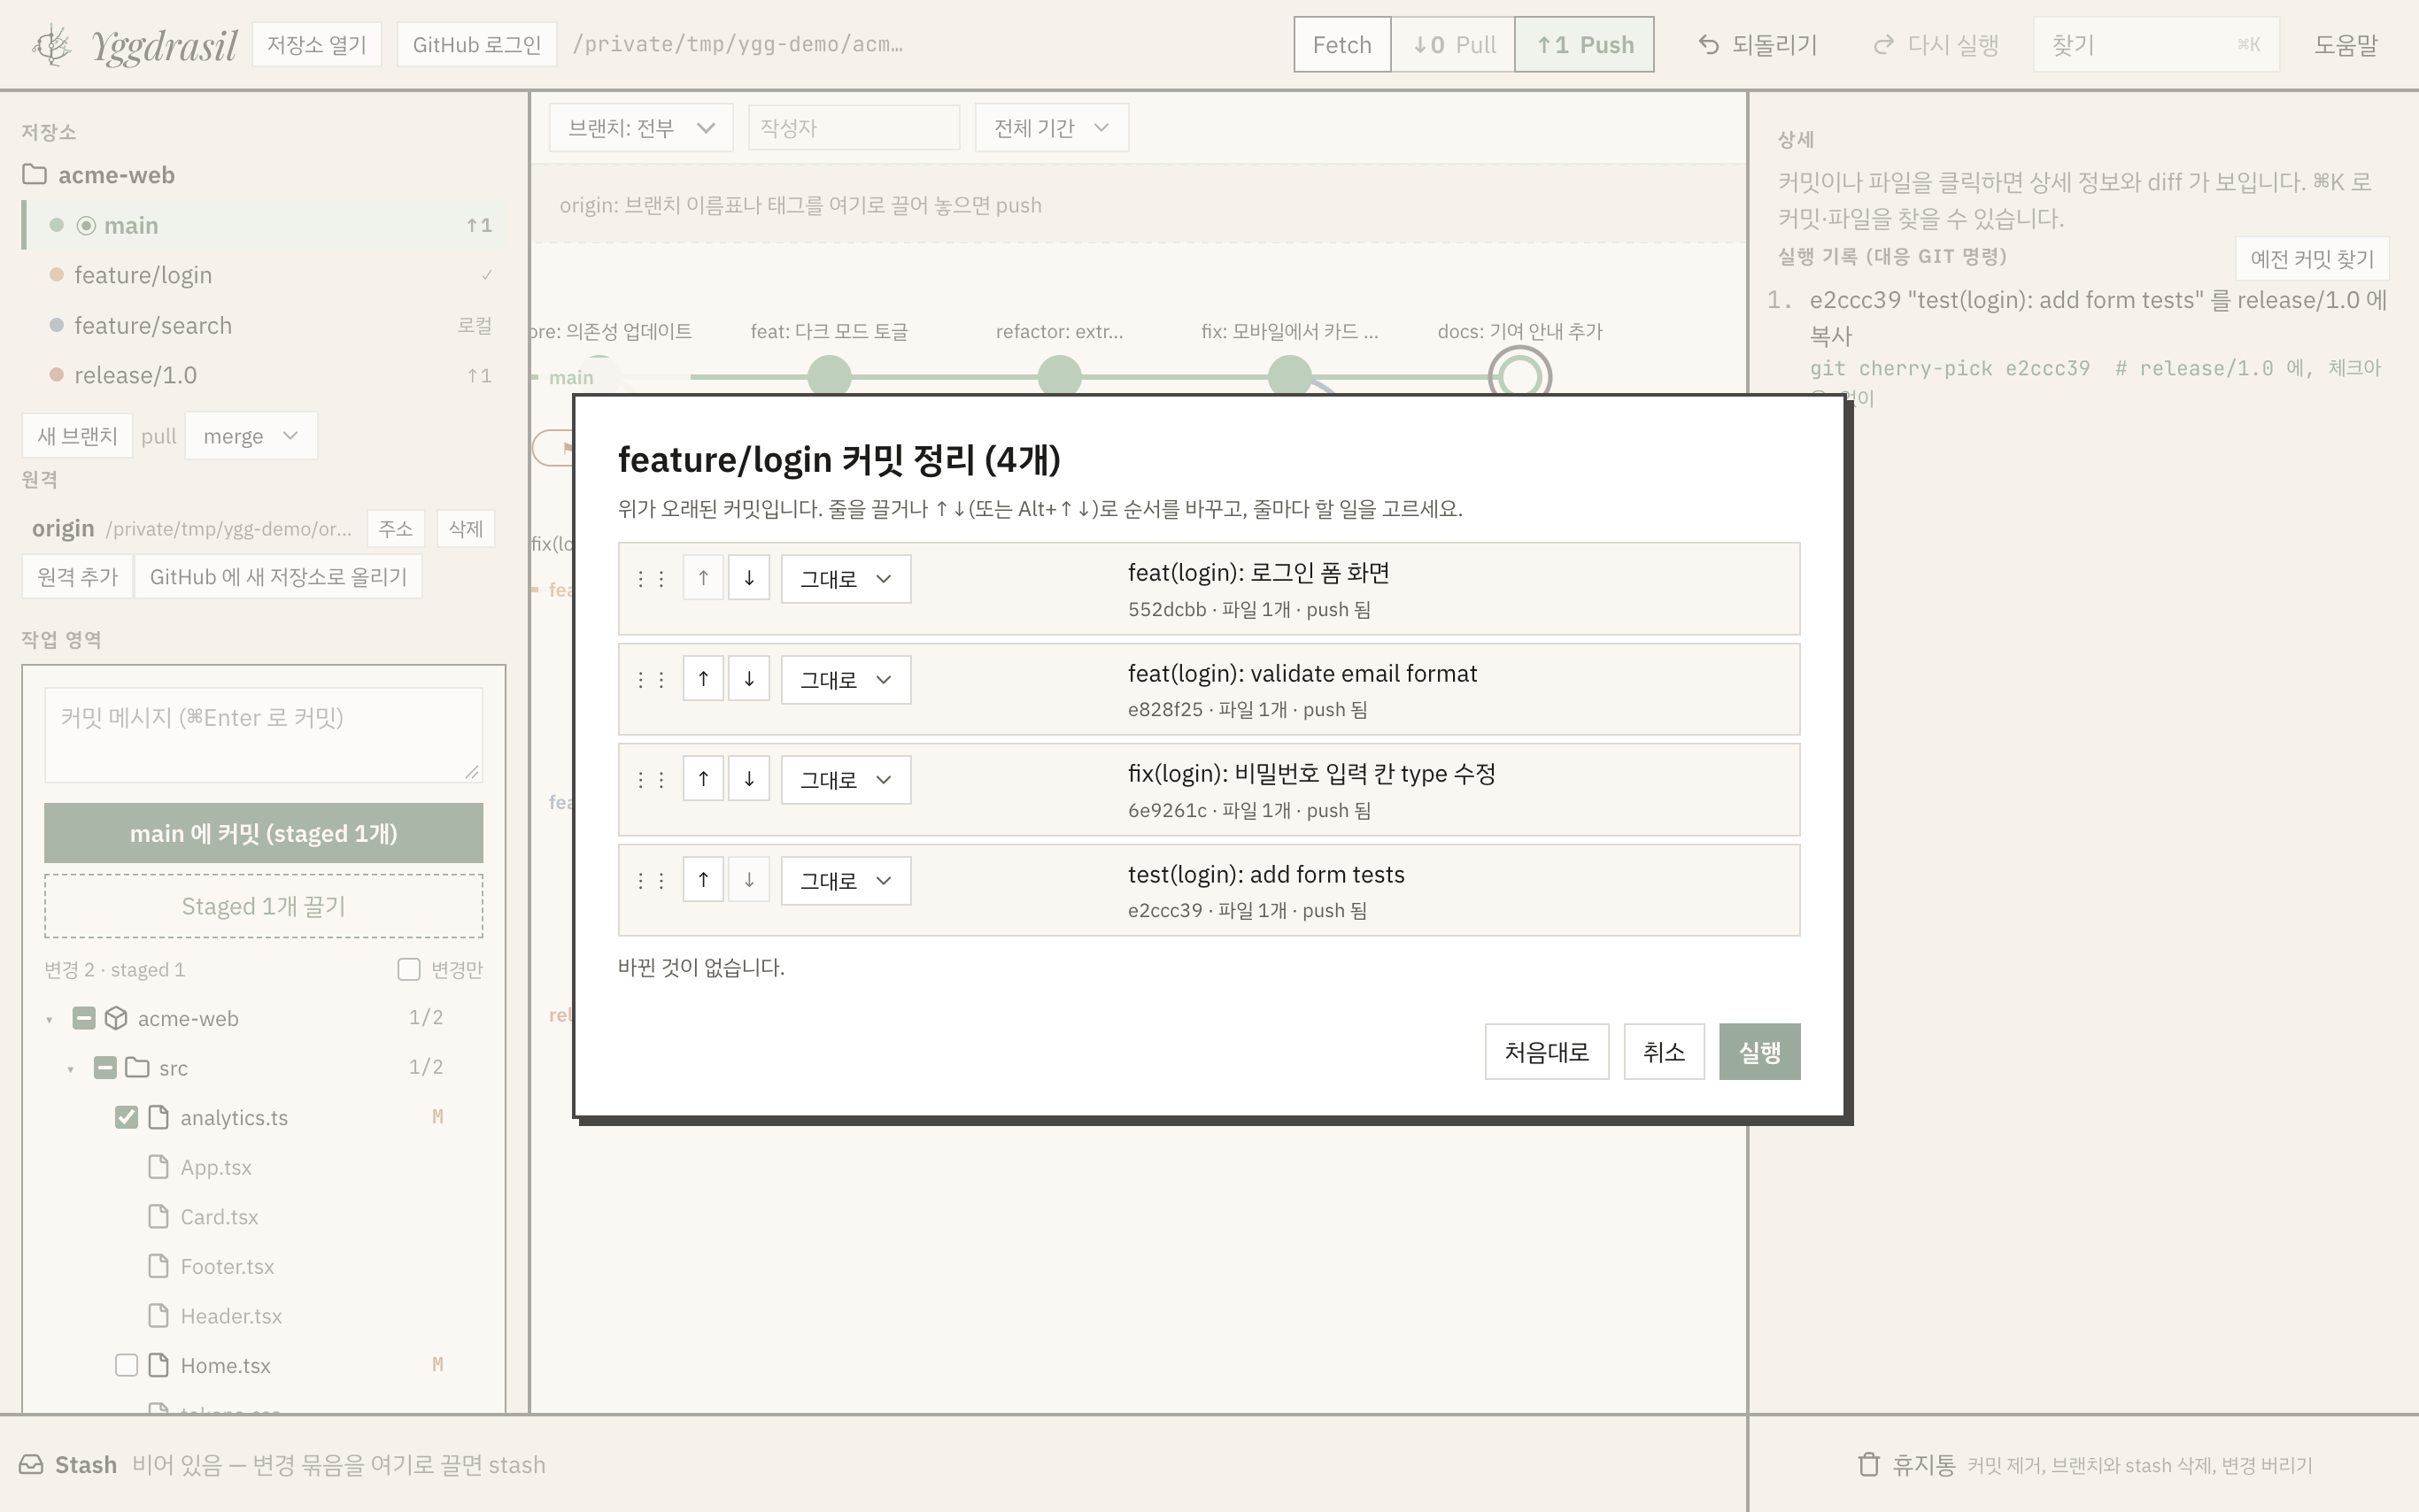 Yggdrasil
저장소 열기
GitHub 로그인
/private/tmp/ygg-demo/acm…
Fetch
↓0 Pull
↑1 Push
되돌리기
다시 실행
찾기 ⌘K
도움말
저장소
acme-web
main ↑1
feature/login ✓
feature/search 로컬
release/1.0 ↑1
새 브랜치 pull merge
원격
origin /private/tmp/ygg-demo/or… 주소 삭제
원격 추가 GitHub 에 새 저장소로 올리기
작업 영역
커밋 메시지 (⌘Enter 로 커밋)
main 에 커밋 (staged 1개)
Staged 1개 끌기
변경 2 · staged 1 변경만
acme-web 1/2
src 1/2
analytics.ts M
App.tsx
Card.tsx
Footer.tsx
Header.tsx
Home.tsx M
브랜치: 전부 작성자 전체 기간
origin: 브랜치 이름표나 태그를 여기로 끌어 놓으면 push
ore: 의존성 업데이트 feat: 다크 모드 토글 refactor: extr… fix: 모바일에서 카드 … docs: 기여 안내 추가
main
fix(lo
fea
fea
rel
feature/login 커밋 정리 (4개)
위가 오래된 커밋입니다. 줄을 끌거나 ↑↓(또는 Alt+↑↓)로 순서를 바꾸고, 줄마다 할 일을 고르세요.
↑ ↓ 그대로 feat(login): 로그인 폼 화면
552dcbb · 파일 1개 · push 됨
↑ ↓ 그대로 feat(login): validate email format
e828f25 · 파일 1개 · push 됨
↑ ↓ 그대로 fix(login): 비밀번호 입력 칸 type 수정
6e9261c · 파일 1개 · push 됨
↑ ↓ 그대로 test(login): add form tests
e2ccc39 · 파일 1개 · push 됨
바뀐 것이 없습니다.
처음대로 취소 실행
상세
커밋이나 파일을 클릭하면 상세 정보와 diff 가 보입니다. ⌘K 로
커밋·파일을 찾을 수 있습니다.
실행 기록 (대응 GIT 명령) 예전 커밋 찾기
1. e2ccc39 "test(login): add form tests" 를 release/1.0 에
복사
git cherry-pick e2ccc39 # release/1.0 에, 체크아
없이
Stash 비어 있음 — 변경 묶음을 여기로 끌면 stash
휴지통 커밋 제거, 브랜치와 stash 삭제, 변경 버리기